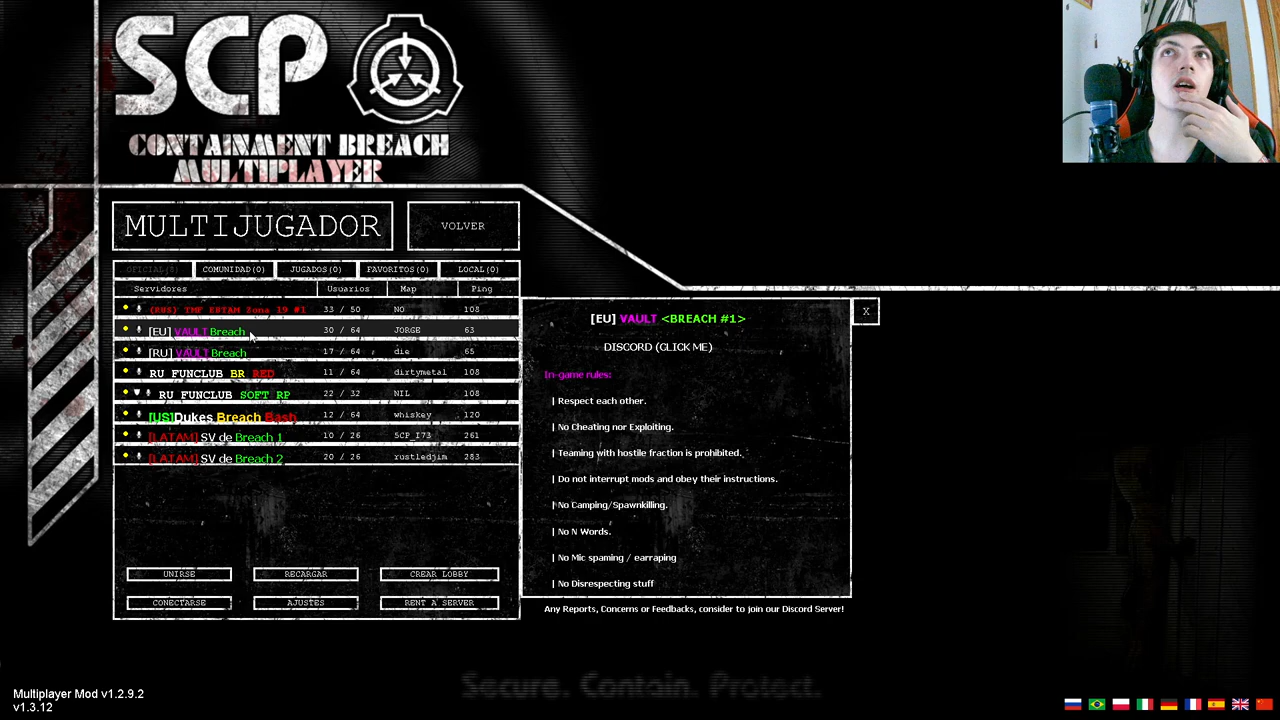 SCP
CONTAINMENT BREACH
MULTIPLAYER
MULTIJUGADOR
VOLVER
OFICIAL(8) COMUNIDAD(0) JUGADOS(0) FAVORITOS(0) LOCAL(0)
Servidores Usuarios Map Ping
(RUS) TMF EBTAN Zona 19 #1 33 / 50 NO 108
[EU] VAULT Breach 30 / 64 JORGE 63
[RU] VAULT Breach 17 / 64 die 65
RU FUNCLUB BR RED 11 / 64 dirtymetal 108
RU FUNCLUB SOFT RP 22 / 32 NIL 108
[US]Dukes Breach Bash 12 / 64 whiskey 120
[LATAM] SV de Breach 1 10 / 26 SCP_I73 261
[LATAM] SV de Breach 2 20 / 26 rustledjim 283
UNIRSE RECARGAR CREAR LOBBY
CONECTARSE AJUSTES RENT A SERVER
[EU] VAULT <BREACH #1>
X
DISCORD (CLICK ME)
In-game rules:
| Respect each other.
| No Cheating nor Exploiting.
| Teaming with hostile fraction is prohibited.
| Do not interrupt mods and obey their instructions.
| No Camping/Spawnkilling.
| No N Words.
| No Mic spaming / earraping
| No Disrespecting stuff
Any Reports, Concerns or Feedbacks, consider to join our Discord Server!
Secure. Contain. Protect.
Multiplayer Mod v1.2.9.2
v1.3.12